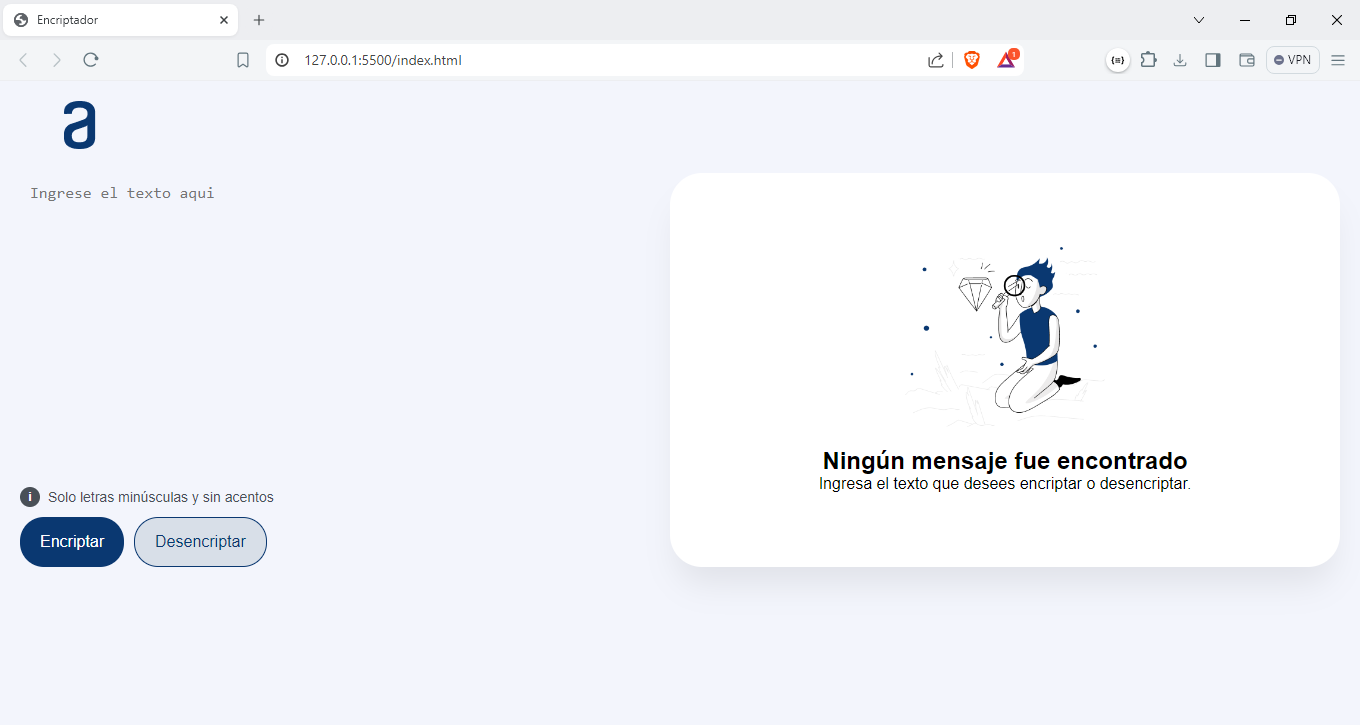 Encriptador
127.0.0.1:5500/index.html
1
VPN
a
Ingrese el texto aqui
Ningún mensaje fue encontrado
Ingresa el texto que desees encriptar o desencriptar.
i Solo letras minúsculas y sin acentos
Encriptar Desencriptar